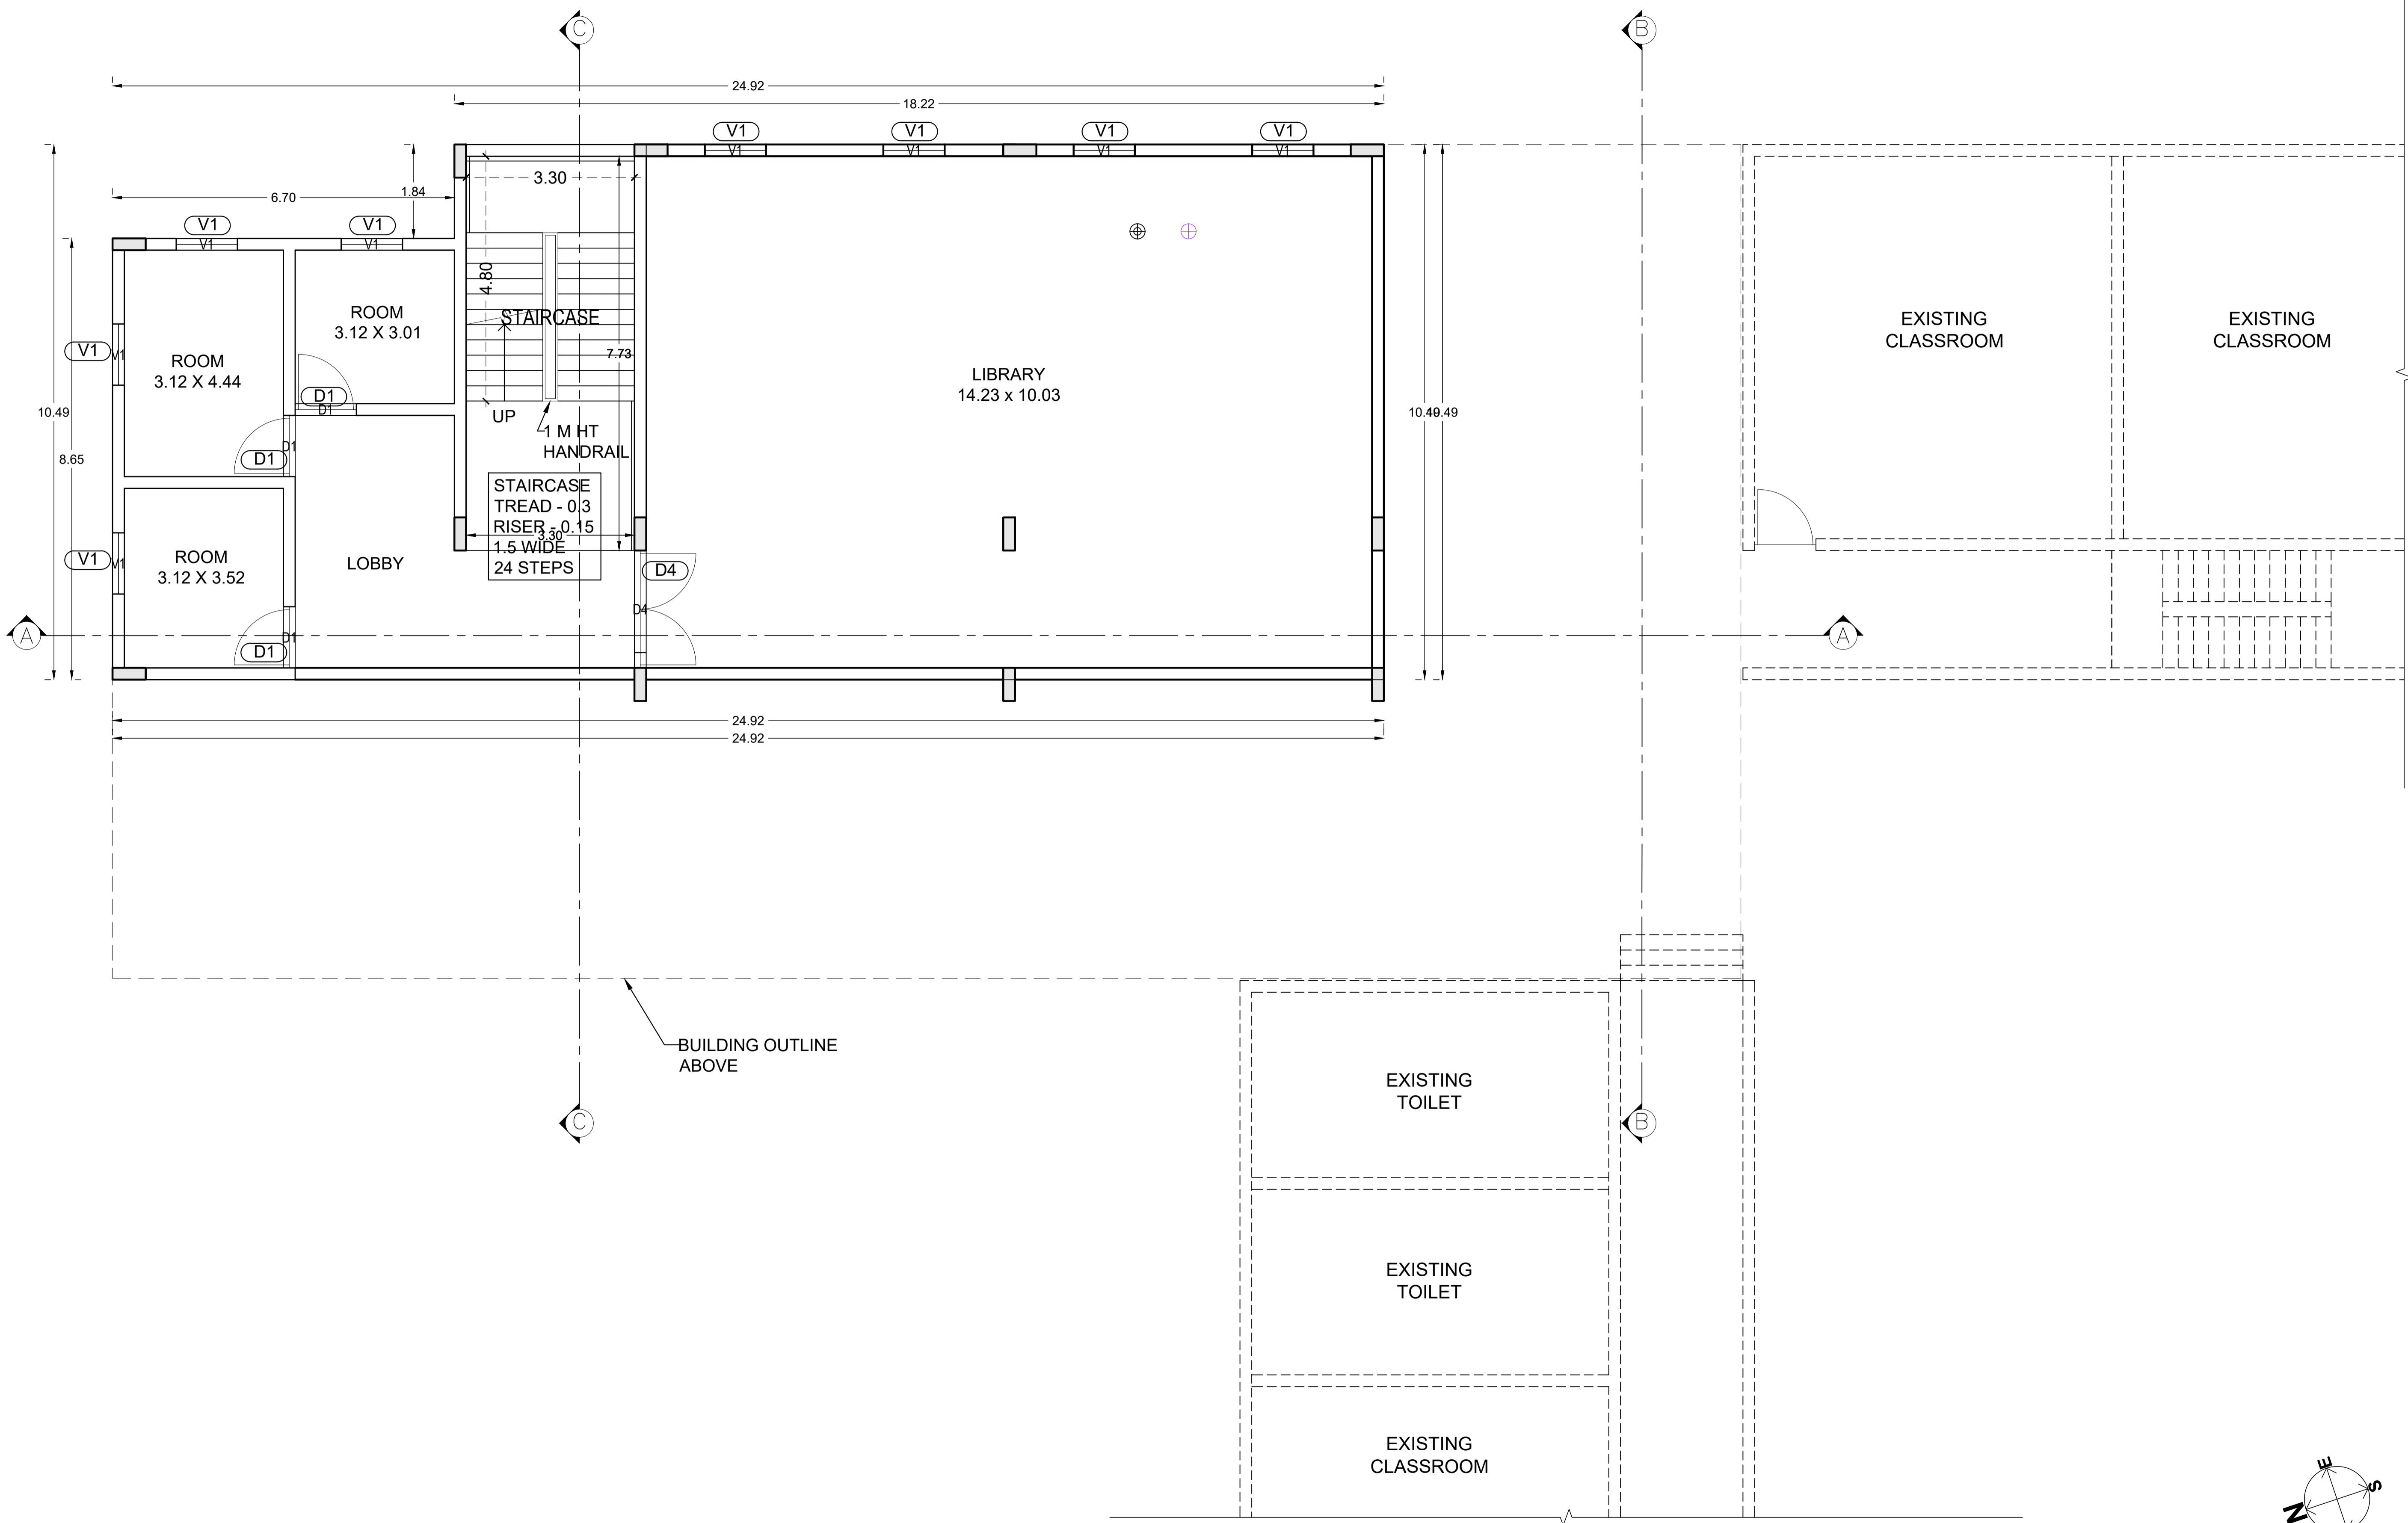 C
B
24.92
18.22
V1
V1
V1
V1
V1
V1
V1
V1
3.30
1.84
6.70
V1
V1
V1
V1
4.80
ROOM
3.12 X 3.01
STAIRCASE
EXISTING
CLASSROOM
EXISTING
CLASSROOM
V1
V1
7.73
ROOM
3.12 X 4.44
LIBRARY
14.23 x 10.03
D1
D1
10.49
UP
10.49
10.49
1 M HT
HANDRAIL
D1
D1
8.65
STAIRCASE
TREAD - 0.3
RISER - 0.15
1.5 WIDE
24 STEPS
3.30
ROOM
3.12 X 3.52
V1
V1
LOBBY
D4
D4
A
D1
D1
A
24.92
24.92
BUILDING OUTLINE
ABOVE
EXISTING
TOILET
C
B
EXISTING
TOILET
EXISTING
CLASSROOM
E
S
N